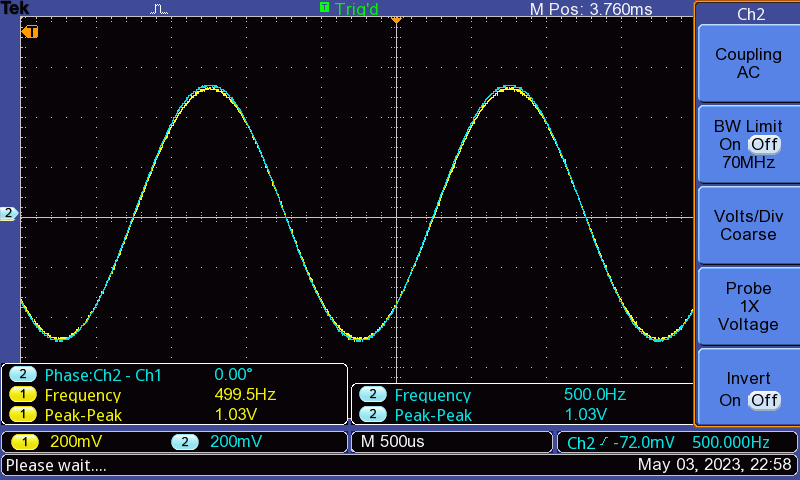 Tek
T Trig'd
M Pos: 3.760ms
Ch2
T
Coupling
AC
BW Limit
On Off
70MHz
2
Volts/Div
Coarse
Probe
1X
Voltage
Invert
On Off
2 Phase:Ch2 - Ch1 0.00°
1 Frequency 499.5Hz
1 Peak-Peak 1.03V
2 Frequency 500.0Hz
2 Peak-Peak 1.03V
1 200mV 2 200mV
M 500us
Ch2 -72.0mV 500.000Hz
Please wait....
May 03, 2023, 22:58